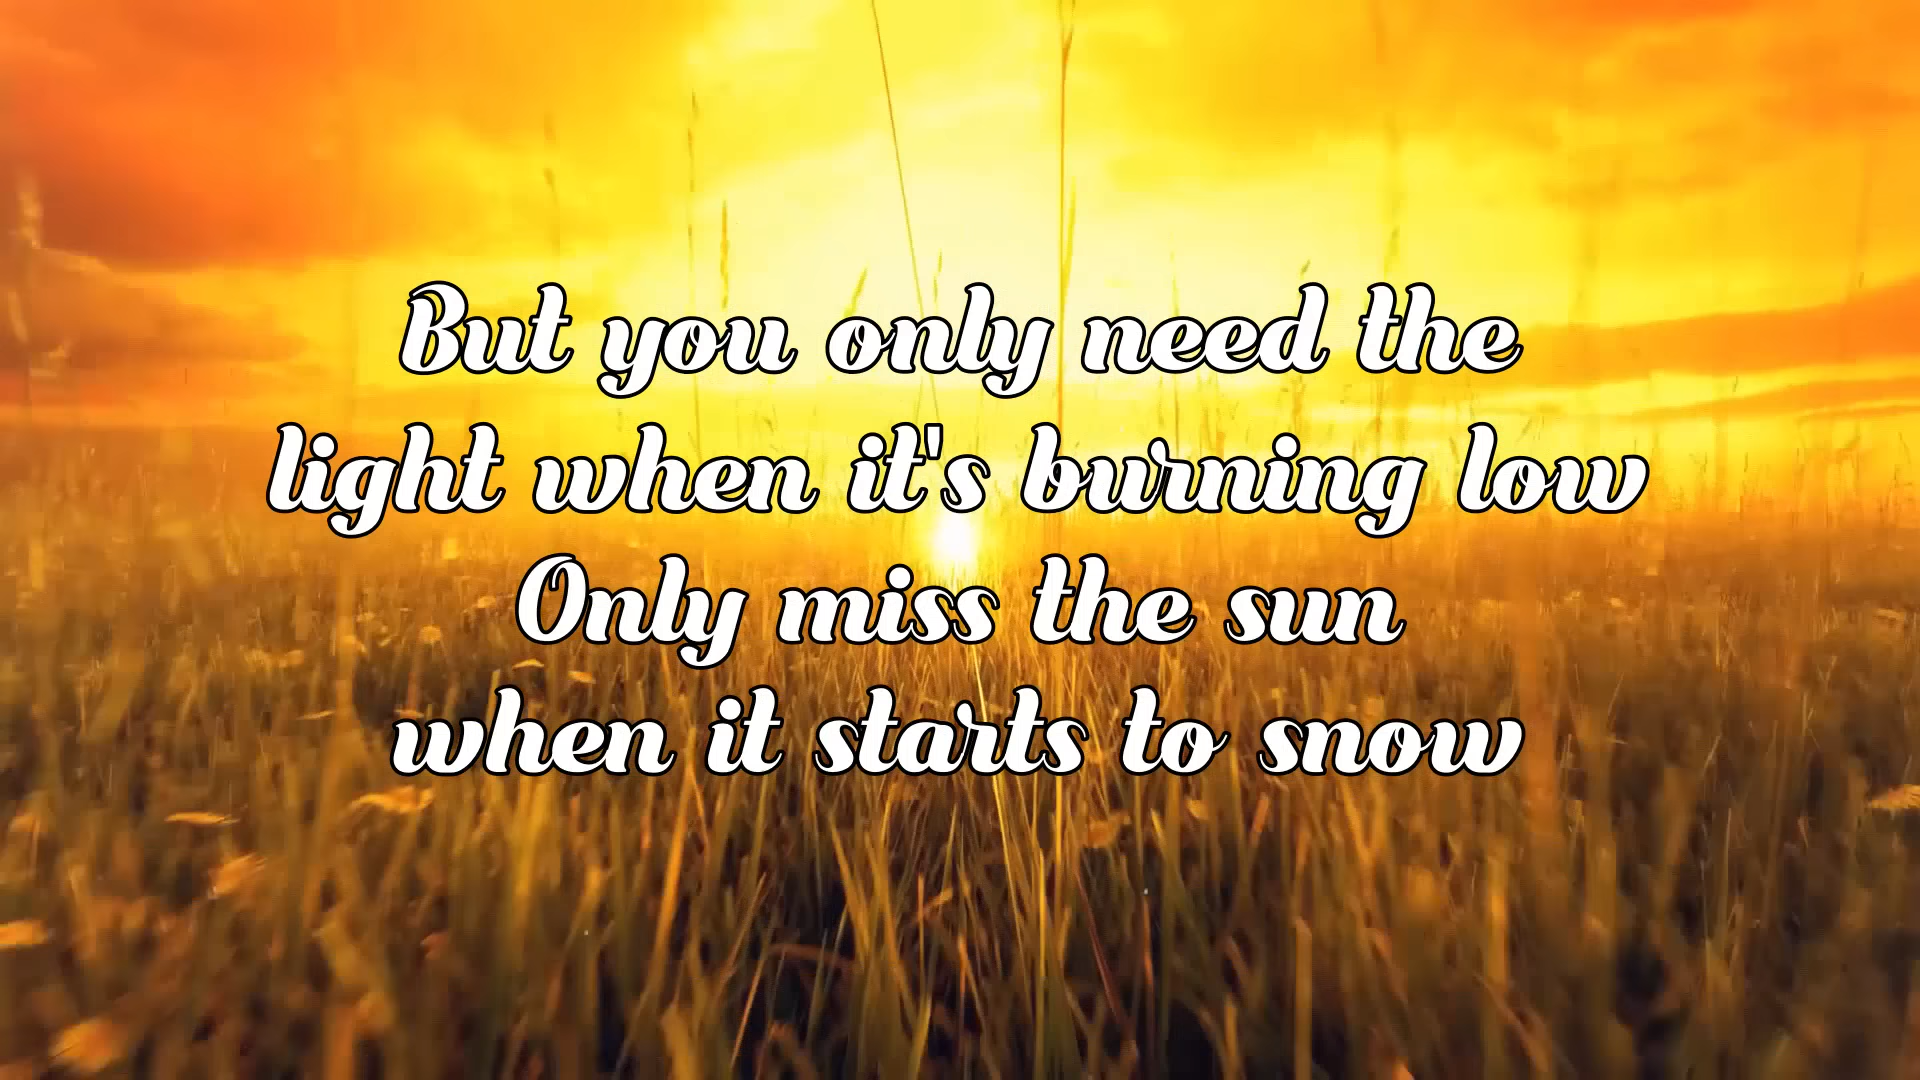 But you only need the
light when it's burning low
Only miss the sun
when it starts to snow